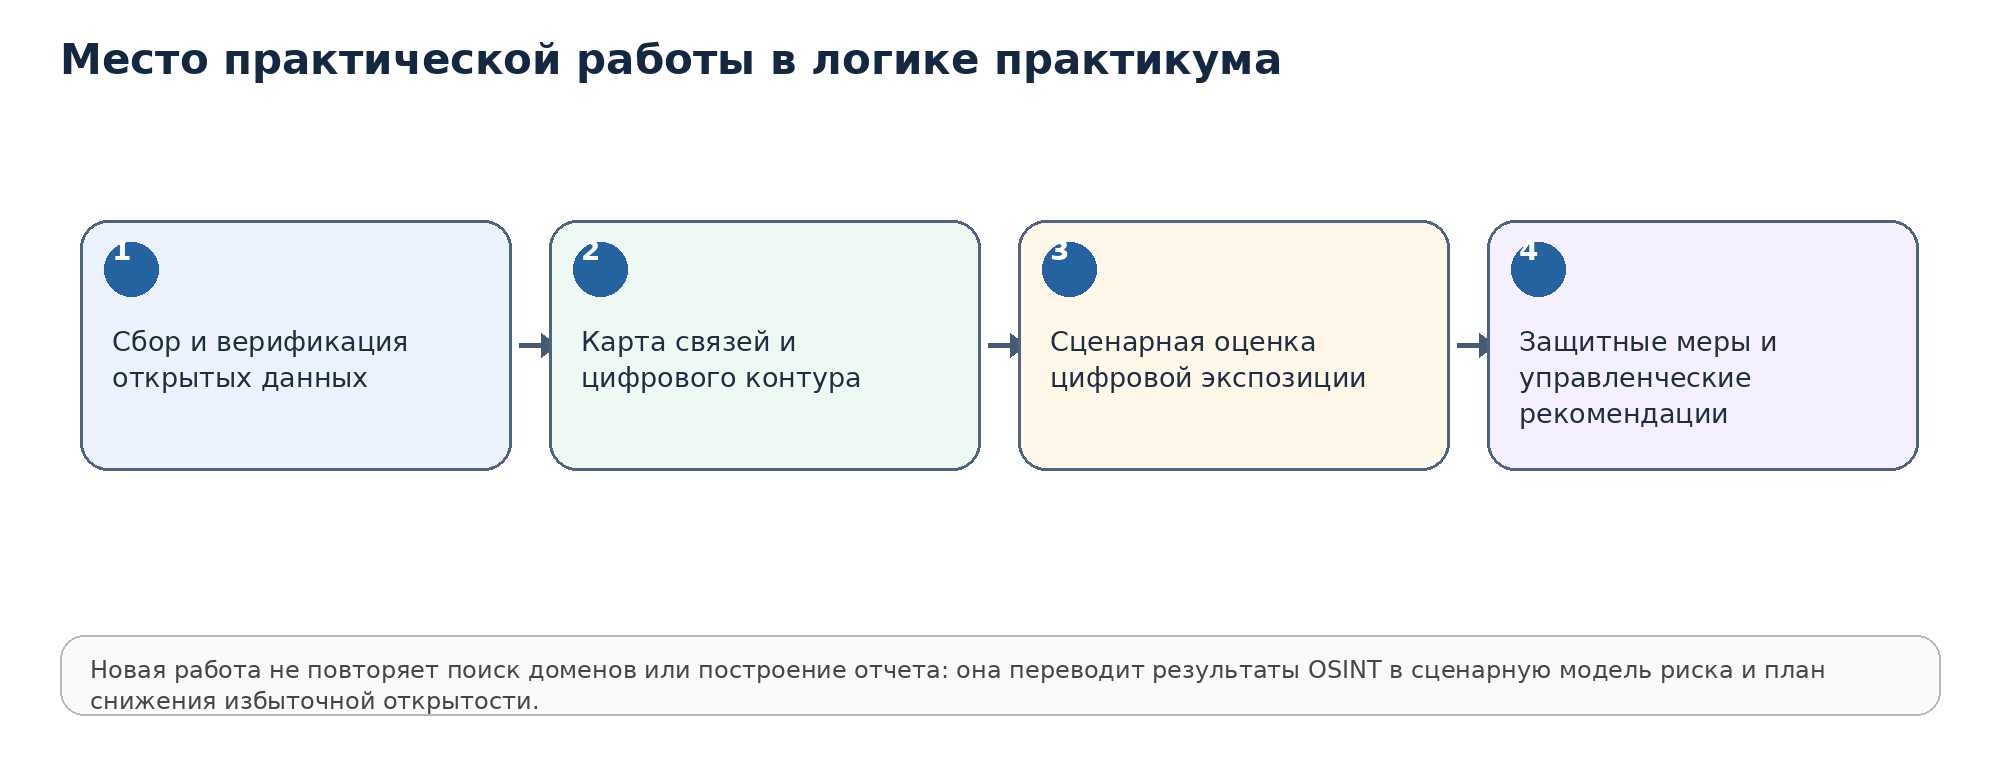 Место практической работы в логике практикума
1
Сбор и верификация
открытых данных
2
Карта связей и
цифрового контура
3
Сценарная оценка
цифровой экспозиции
4
Защитные меры и
управленческие
рекомендации
Новая работа не повторяет поиск доменов или построение отчета: она переводит результаты OSINT в сценарную модель риска и план
снижения избыточной открытости.